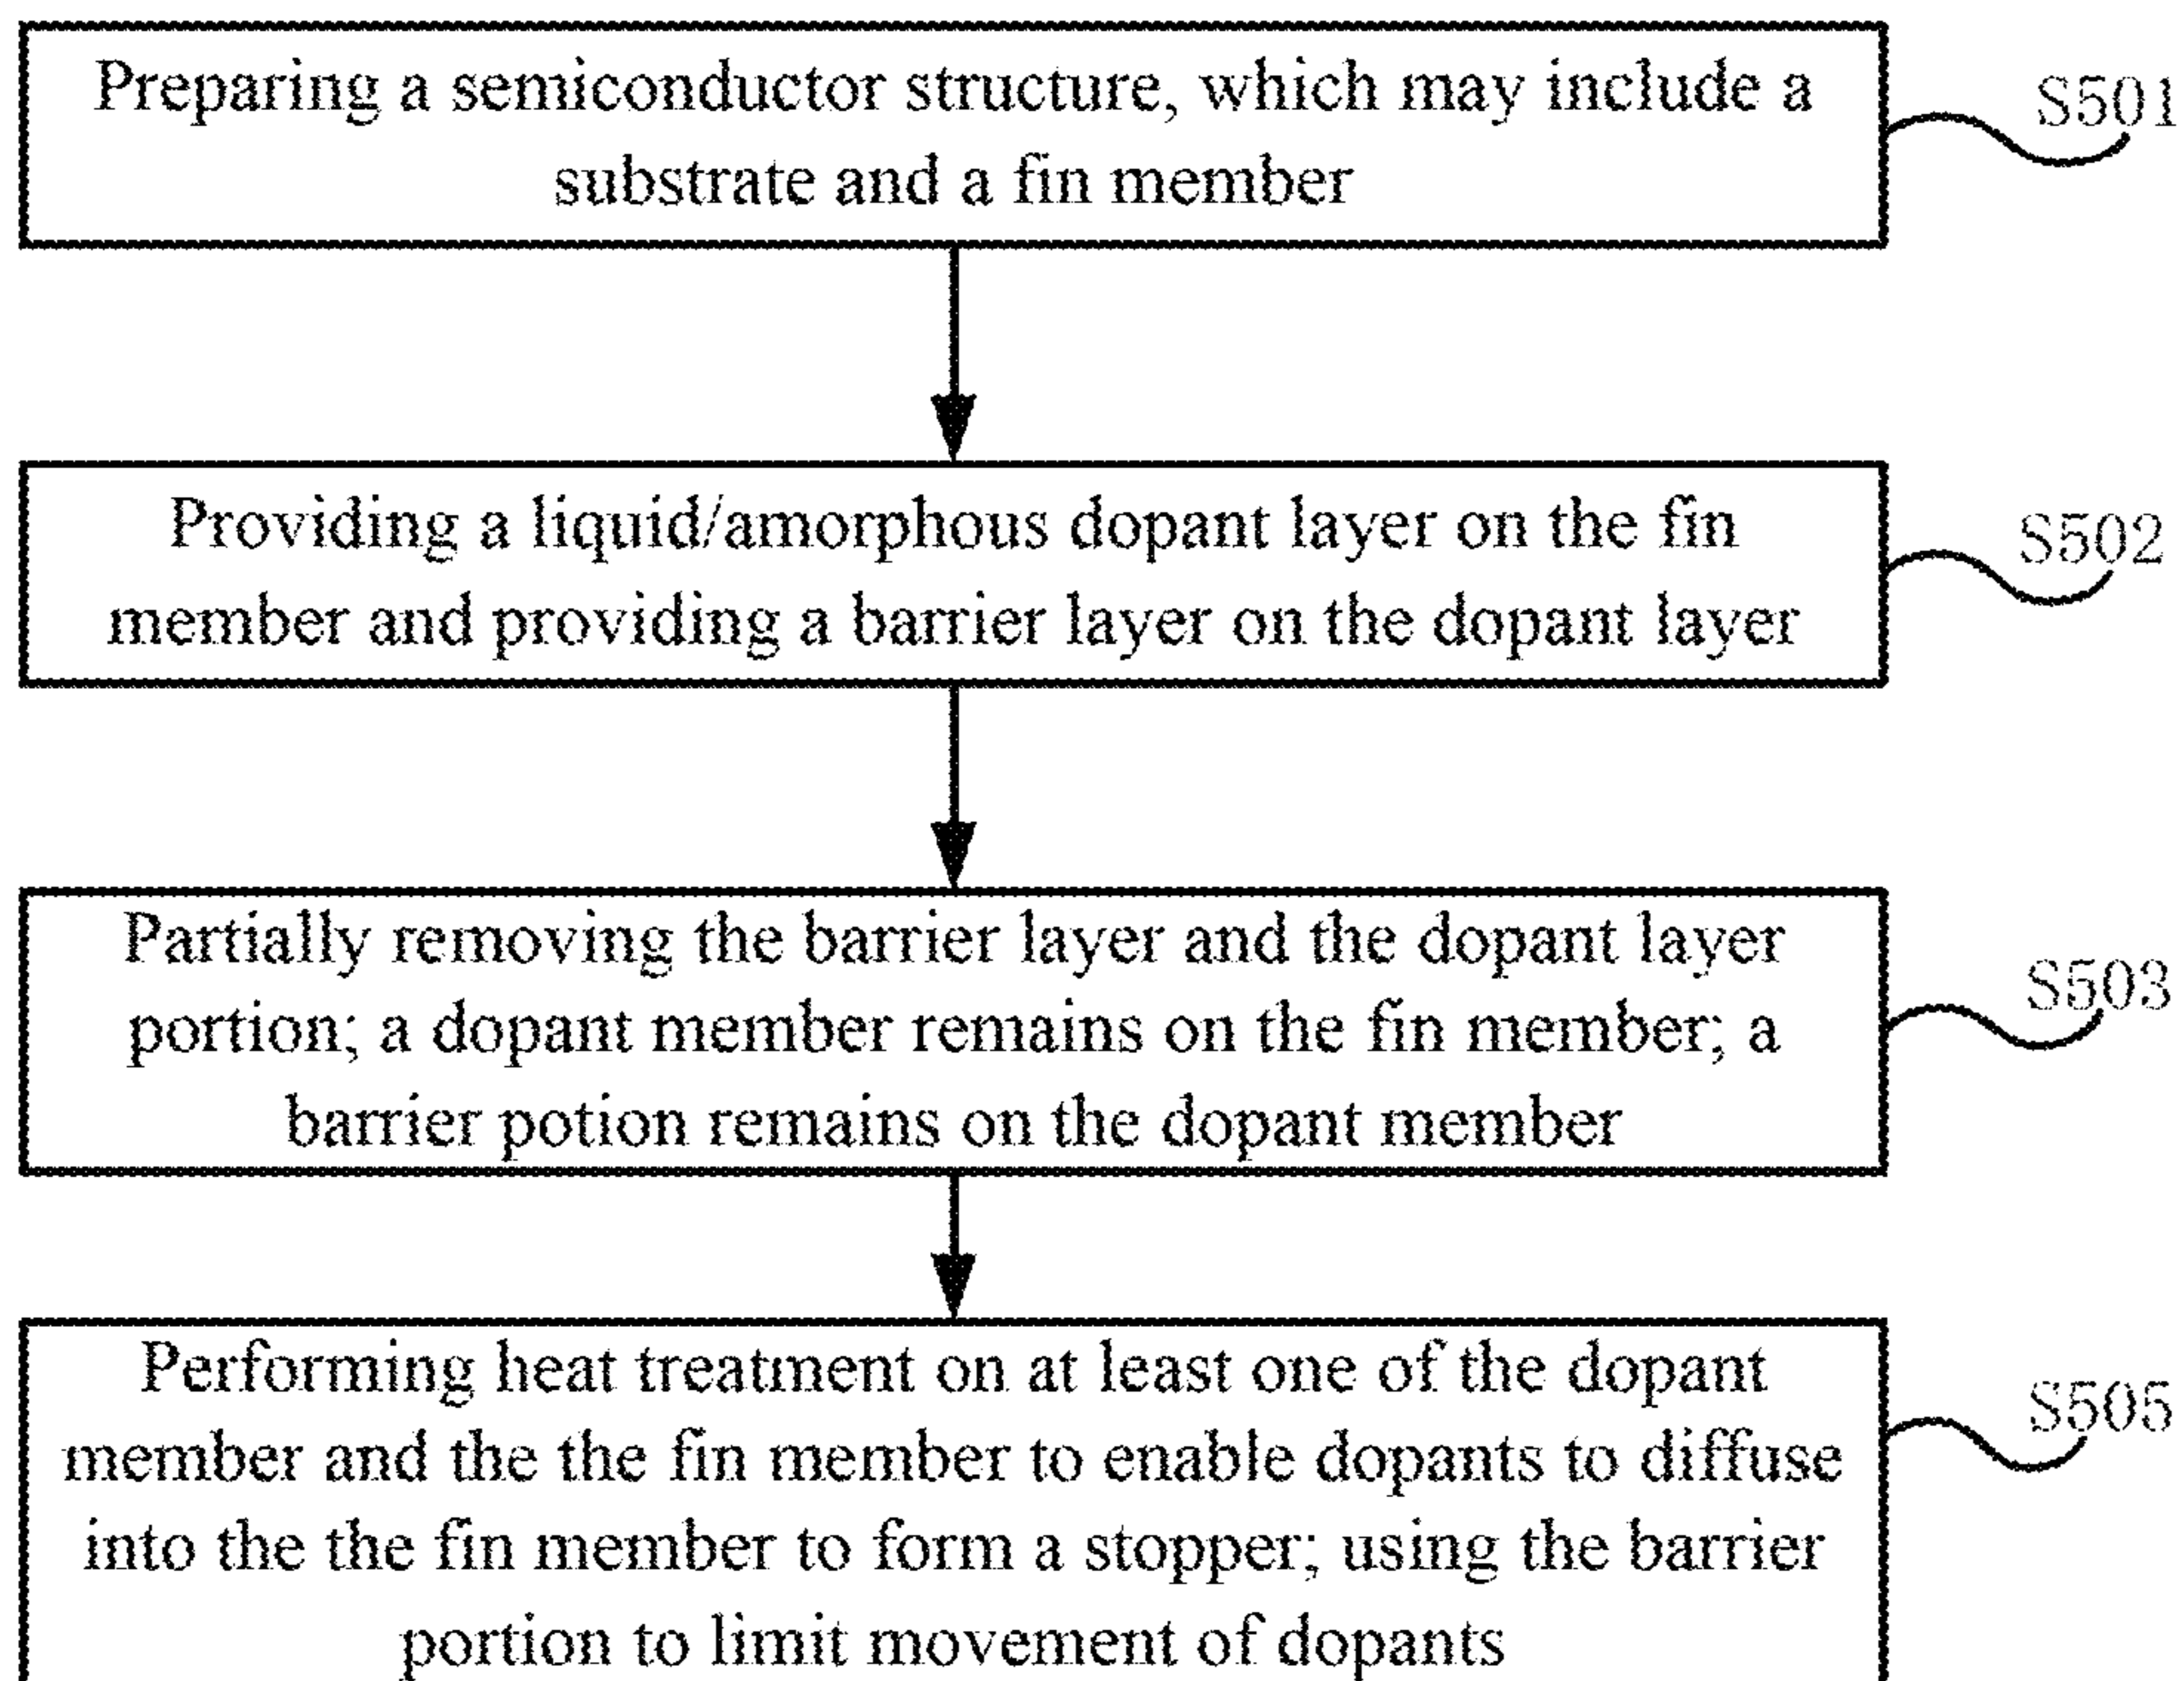 Preparing a semiconductor structure, which may include a
substrate and a fin member
S501
Providing a liquid/amorphous dopant layer on the fin
member and providing a barrier layer on the dopant layer
S502
Partially removing the barrier layer and the dopant layer
portion; a dopant member remains on the fin member; a
barrier potion remains on the dopant member
S503
Performing heat treatment on at least one of the dopant
member and the the fin member to enable dopants to diffuse
into the the fin member to form a stopper; using the barrier
portion to limit movement of dopants
S505